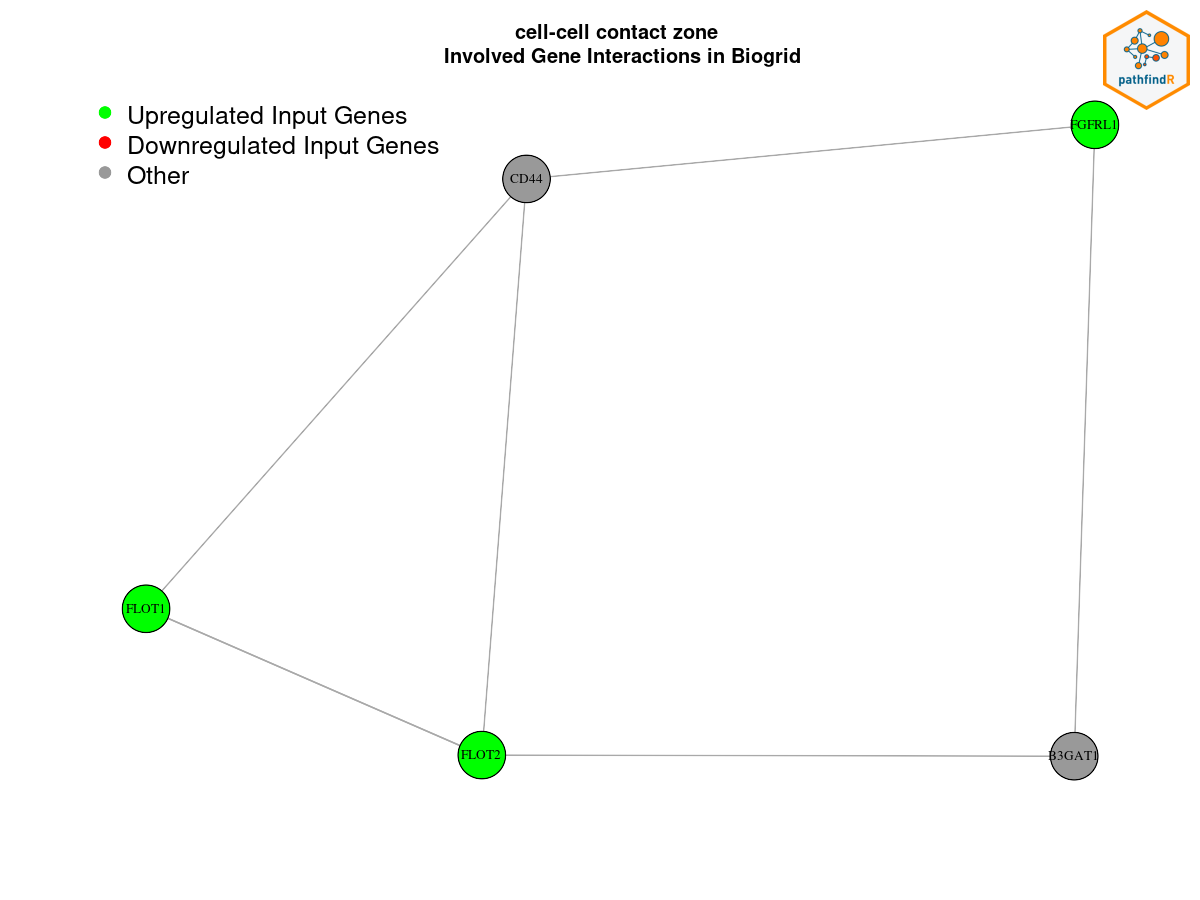 cell-cell contact zone
Involved Gene Interactions in Biogrid
pathfindR
Upregulated Input Genes
Downregulated Input Genes
Other
FGFRL1
CD44
FLOT1
FLOT2
B3GAT1